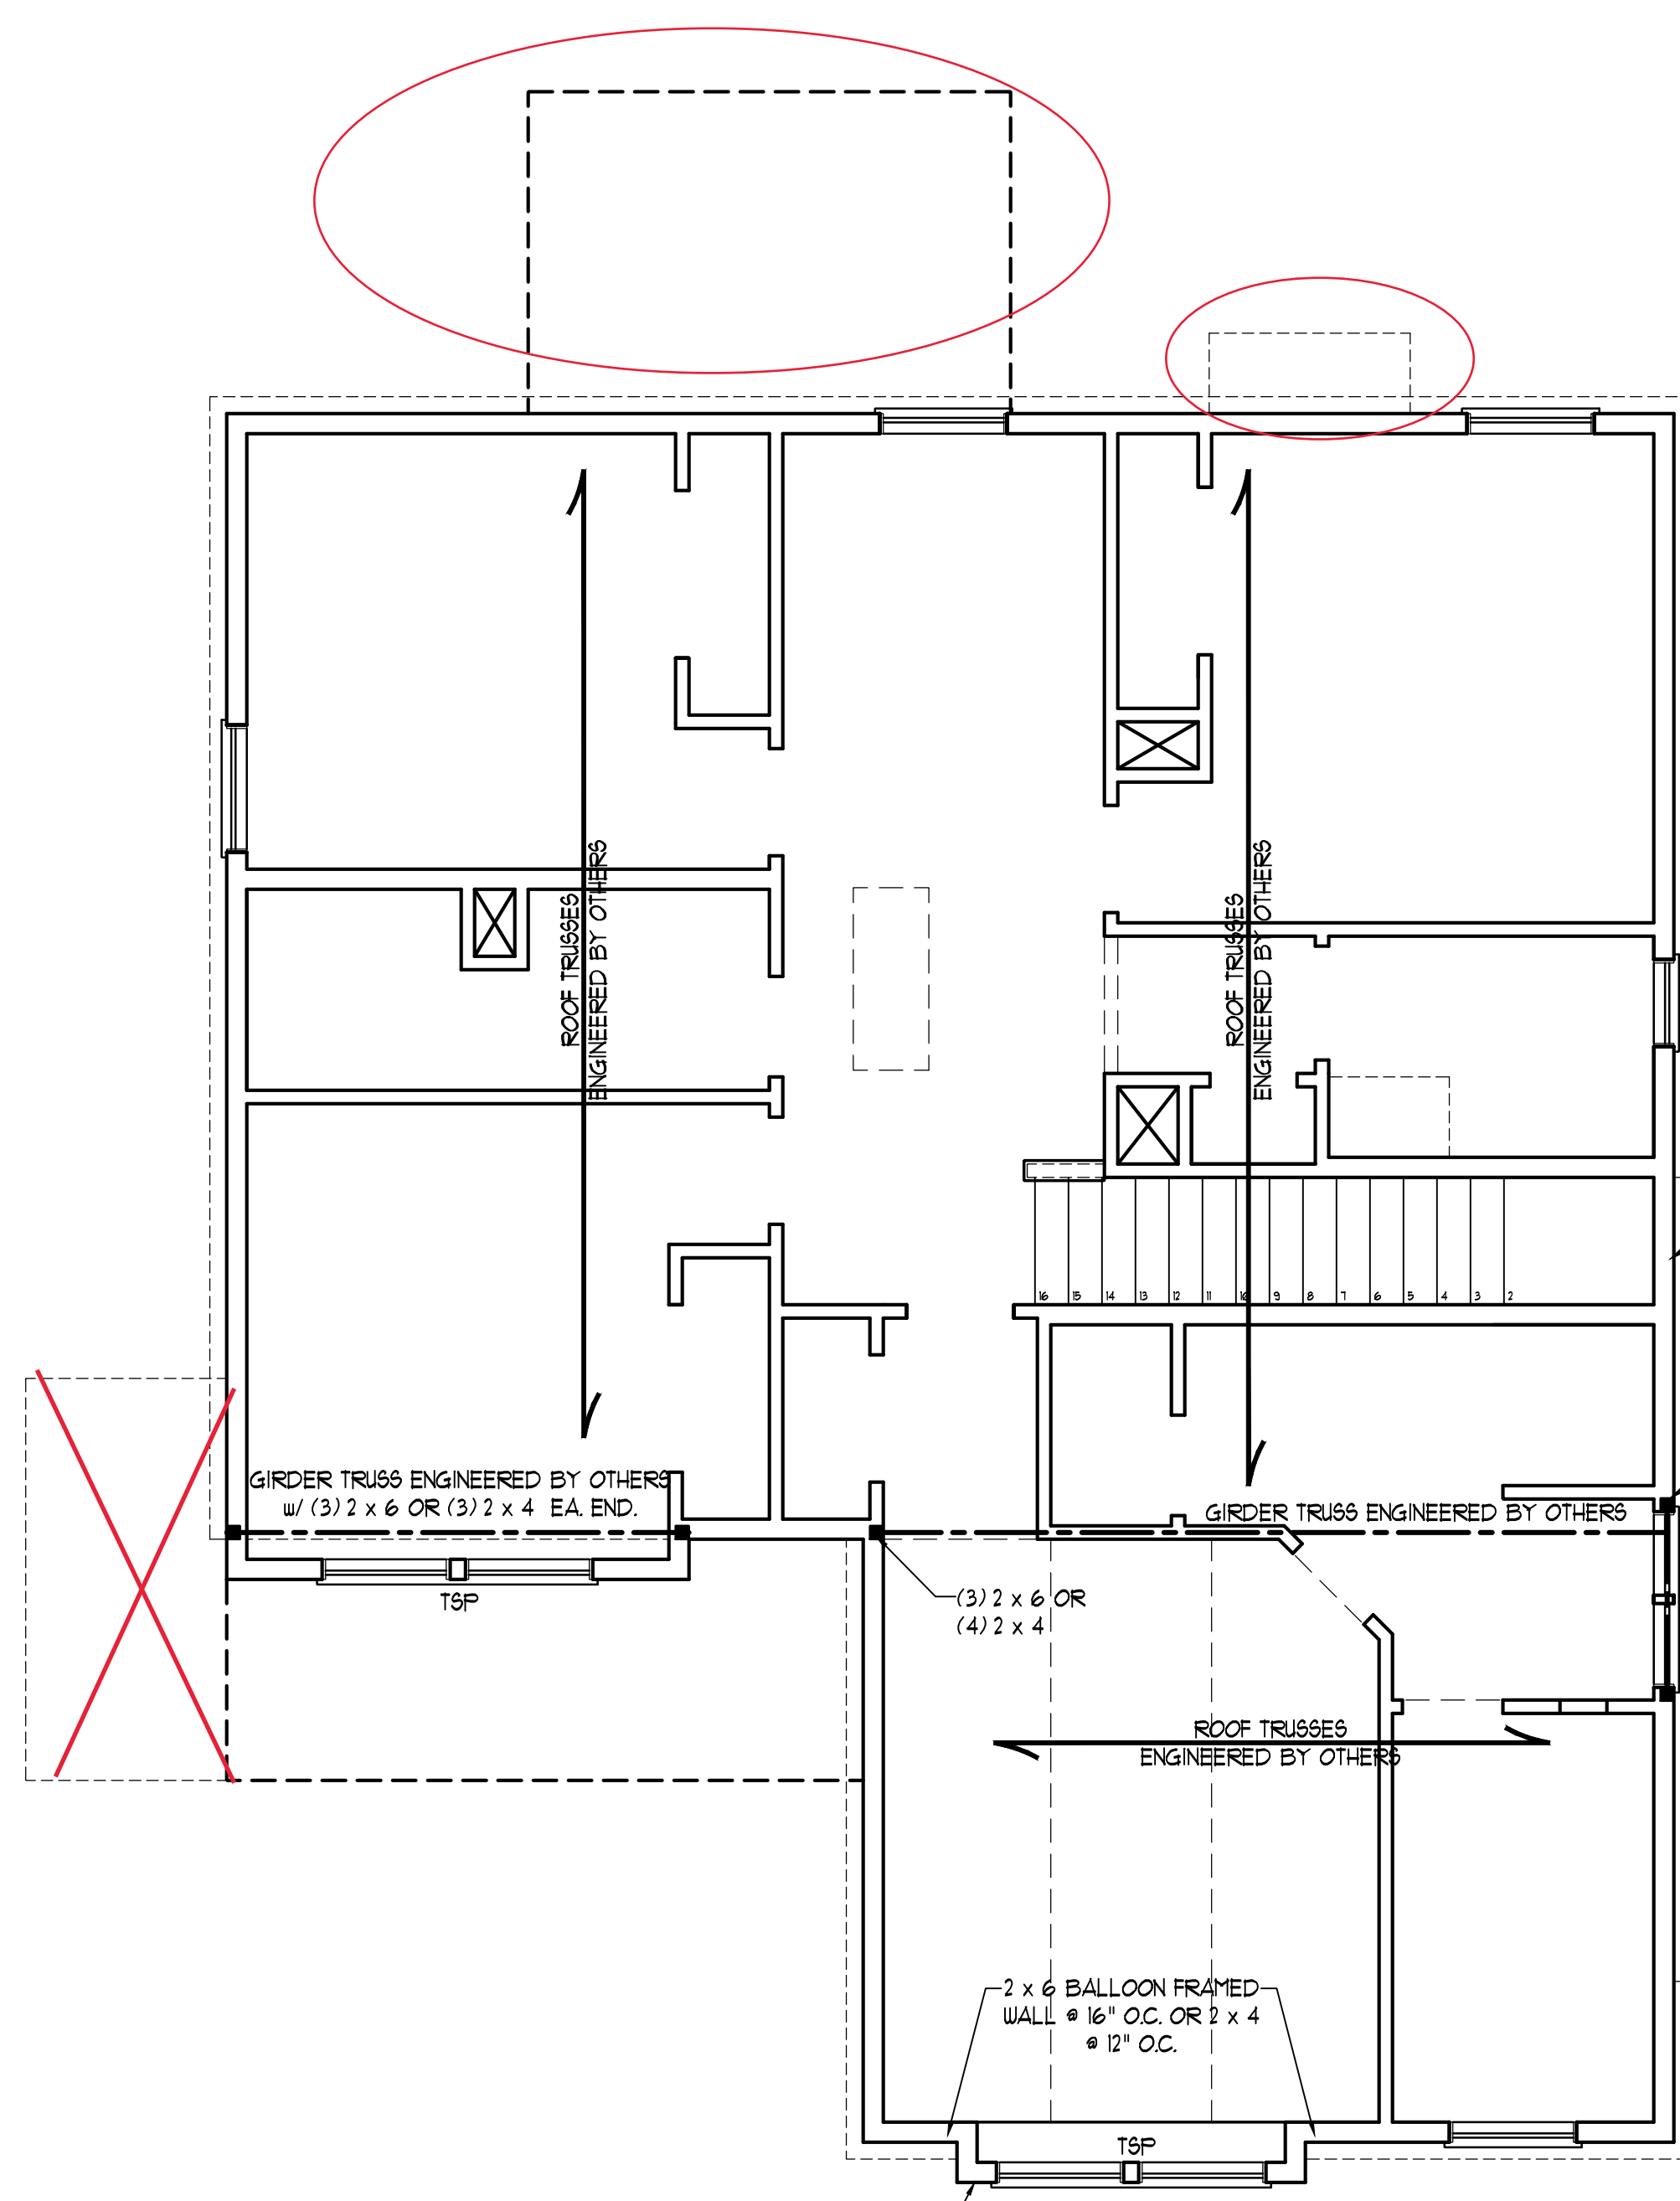 ROOF TRUSSES
ENGINEERED BY OTHERS
ROOF TRUSSES
ENGINEERED BY OTHERS
16 15 14 13 12 11 10 9 8 7 6 5 4 3 2
GIRDER TRUSS ENGINEERED BY OTHERS
w/ (3) 2 x 6 OR (3) 2 x 4 EA. END.
GIRDER TRUSS ENGINEERED BY OTHERS
TSP
(3) 2 x 6 OR
(4) 2 x 4
ROOF TRUSSES
ENGINEERED BY OTHERS
2 x 6 BALLOON FRAMED
WALL @ 16" O.C. OR 2 x 4
@ 12" O.C.
TSP